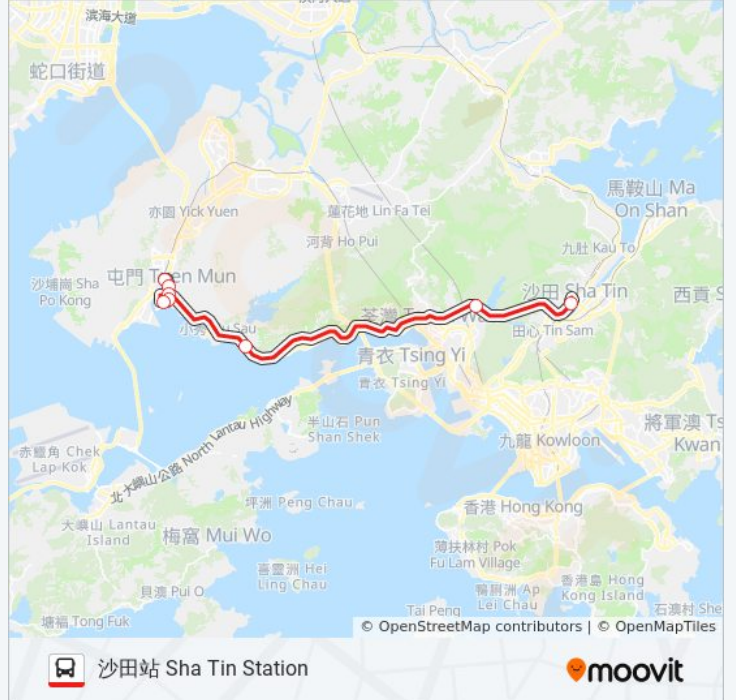 滨海大道
蛇口街道
馬鞍山 Ma
On Shan
亦園 Yick Yuen
蓮花地 Lin Fa Tei
河背 Ho Pui
九肚 Kau To
屯門 T en Mun
沙埔崗 Sha
Po Kong
沙田 Sha Tin
西貢 S
荃灣
田心 Tin Sam
青衣 Tsing Yi
青衣 Tsing Yi
北大嶼山公路 North Lantau Highway
半山石 Pun
Shan Shek
將軍澳 Ts
Kwan
九龍 Kowloon
赤鱲角 Chek
Lap Kok
坪洲 Peng Chau
香港 Hong Kong
大嶼山 Lantau
Island
梅窩 Mui Wo
薄扶林村 Pok
Fu Lam Village
喜靈洲 Hei
Ling Chau
鴨脷洲 Ap
Lei Chau
香港島 Hong
Kong Island
貝澳 Pui O
塘福 Tong Fuk
Tai Peng
石澳村 She
© OpenStreetMap contributors | © OpenMapTiles
沙田站 Sha Tin Station
moovit